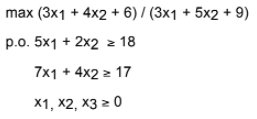 max (3x₁ + 4x₂ + 6) / (3x₁ + 5x₂ + 9)
p.o. 5x₁ + 2x₂ ≥ 18
7x₁ + 4x₂ ≥ 17
x₁, x₂, x₃ ≥ 0